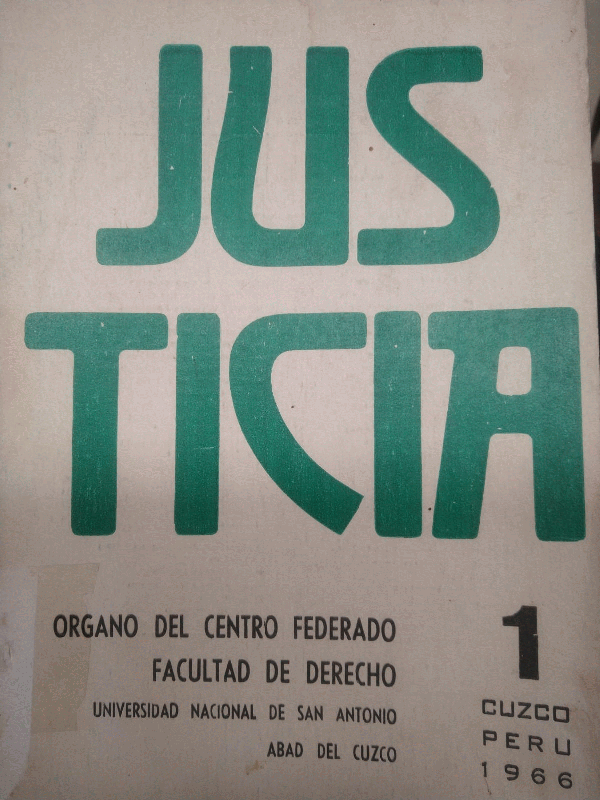 JUS
TICIA
ORGANO DEL CENTRO FEDERADO
FACULTAD DE DERECHO
UNIVERSIDAD NACIONAL DE SAN ANTONIO
ABAD DEL CUZCO
1
CUZCO
PERU
1966